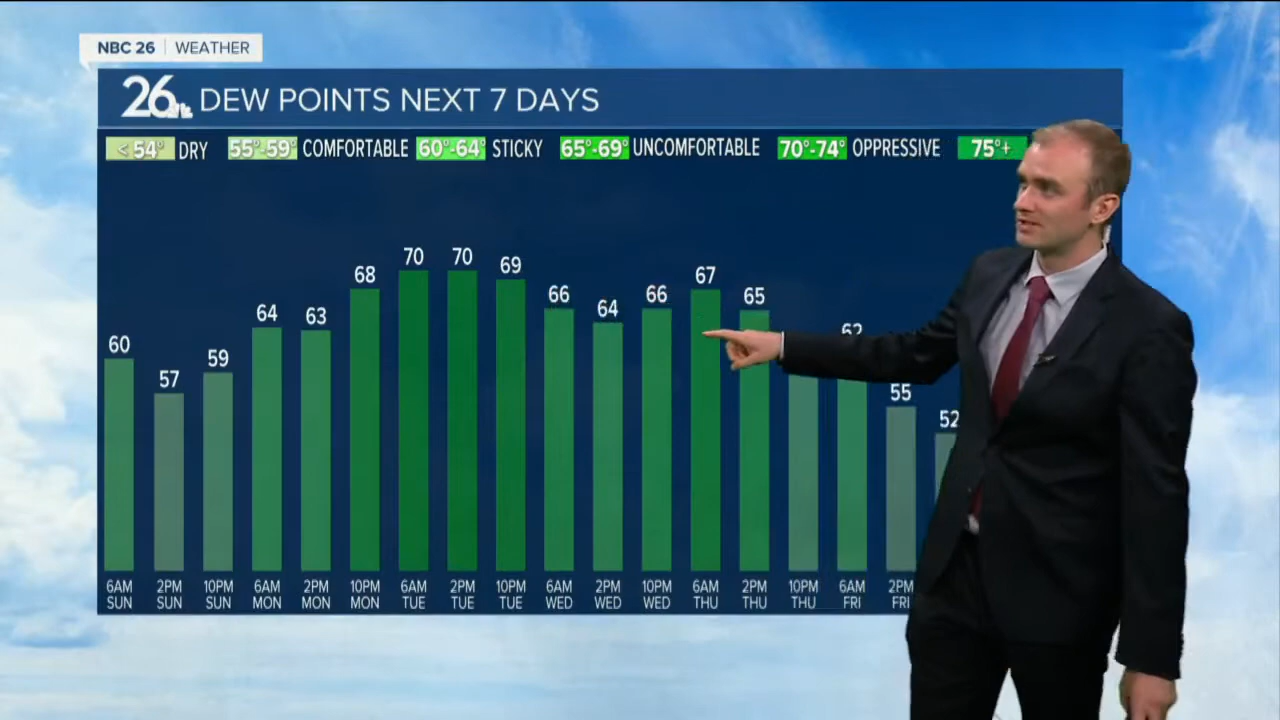 NBC 26 | WEATHER
26 DEW POINTS NEXT 7 DAYS
<54° DRY 55°-59° COMFORTABLE 60°-64° STICKY 65°-69° UNCOMFORTABLE 70°-74° OPPRESSIVE 75°+
60 57 59 64 63 68 70 70 69 66 64 66 67 65 62 55 52
6AM 2PM 10PM 6AM 2PM 10PM 6AM 2PM 10PM 6AM 2PM 10PM 6AM 2PM 10PM 6AM 2PM
SUN SUN SUN MON MON MON TUE TUE TUE WED WED WED THU THU THU FRI FRI